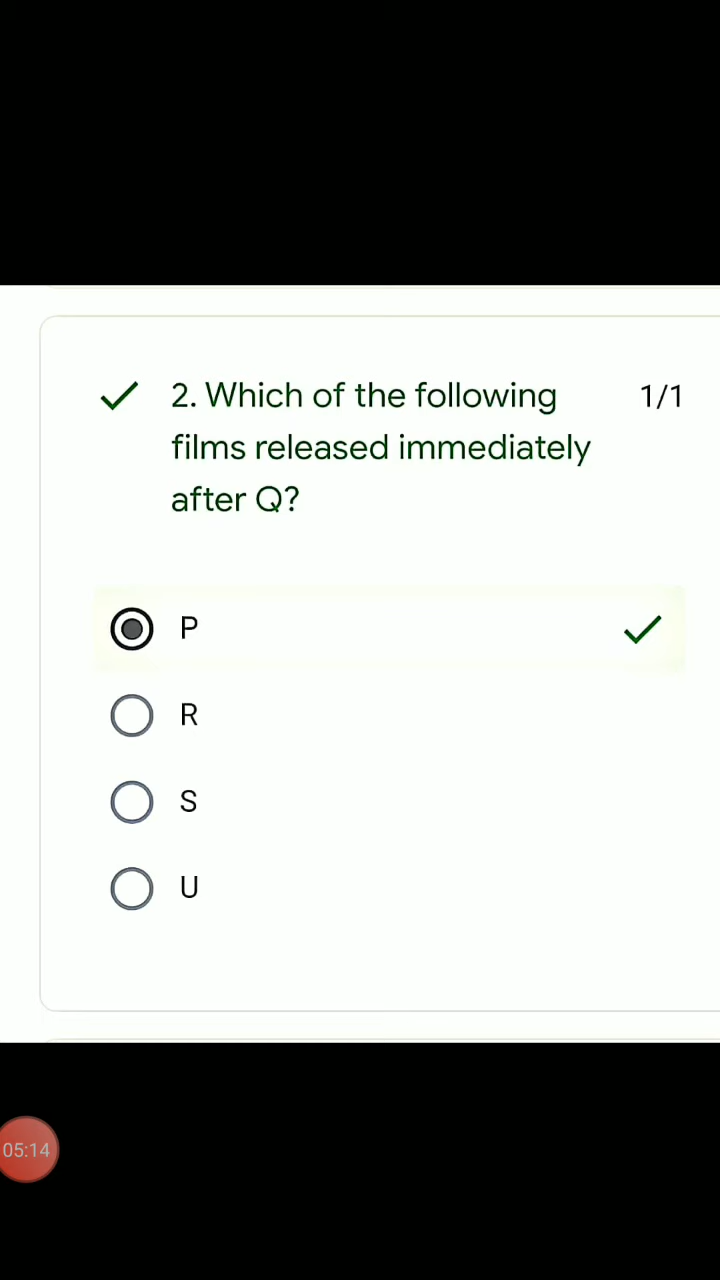 2. Which of the following 1/1
films released immediately
after Q?
P
R
S
U
05:14